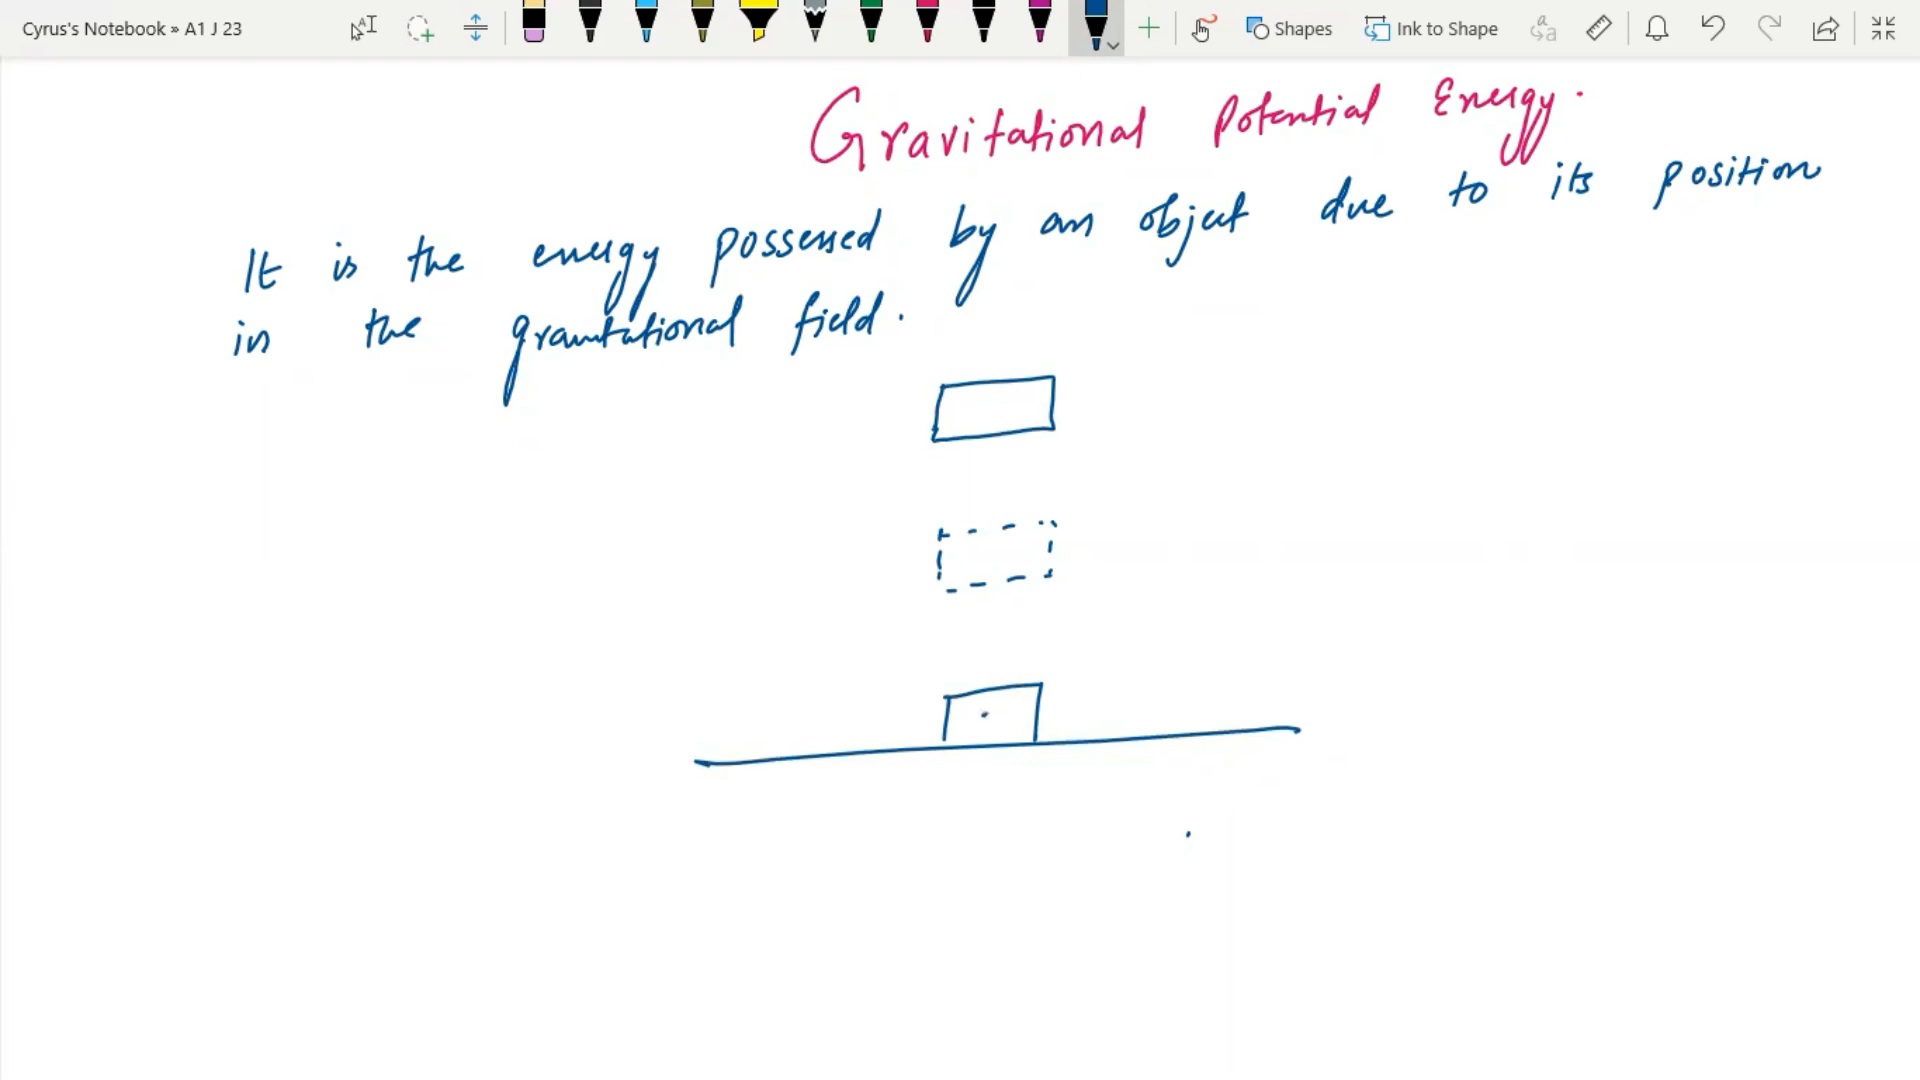 Cyrus's Notebook » A1 J 23
Shapes
Ink to Shape
Gravitational Potential Energy.
It is the energy possessed by an object due to its position
in the gravitational field.